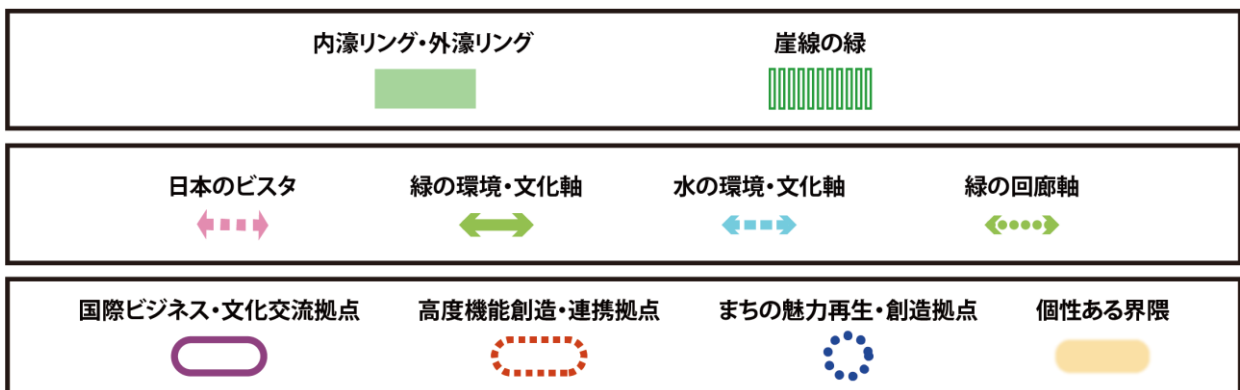 内濠リング・外濠リング
崖線の緑
日本のビスタ
緑の環境・文化軸
水の環境・文化軸
緑の回廊軸
国際ビジネス・文化交流拠点
高度機能創造・連携拠点
まちの魅力再生・創造拠点
個性ある界隈